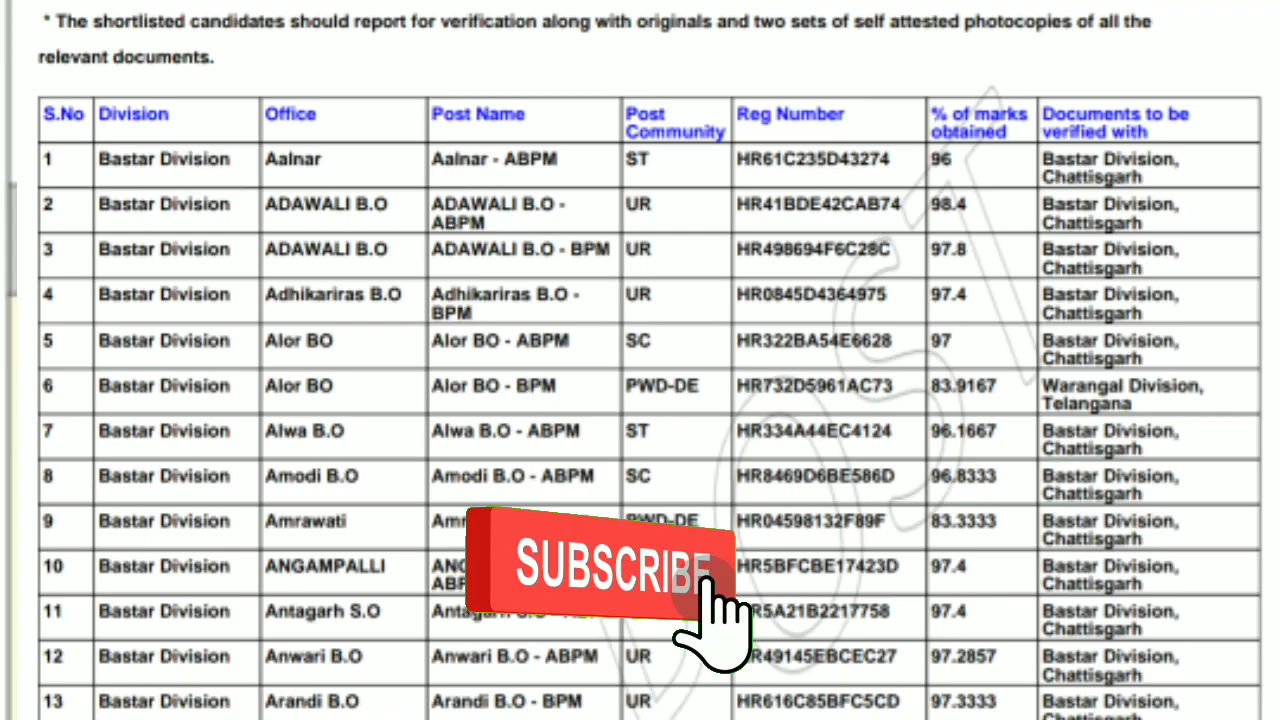 * The shortlisted candidates should report for verification along with originals and two sets of self attested photocopies of all the
relevant documents.
S.No Division Office Post Name Post Community Reg Number % of marks obtained Documents to be verified with
1 Bastar Division Aalnar Aalnar - ABPM ST HR61C235D43274 96 Bastar Division, Chattisgarh
2 Bastar Division ADAWALI B.O ADAWALI B.O - ABPM UR HR41BDE42CAB74 98.4 Bastar Division, Chattisgarh
3 Bastar Division ADAWALI B.O ADAWALI B.O - BPM UR HR498694F6C28C 97.8 Bastar Division, Chattisgarh
4 Bastar Division Adhikariras B.O Adhikariras B.O - BPM UR HR0845D4364975 97.4 Bastar Division, Chattisgarh
5 Bastar Division Alor BO Alor BO - ABPM SC HR322BA54E6628 97 Bastar Division, Chattisgarh
6 Bastar Division Alor BO Alor BO - BPM PWD-DE HR732D5961AC73 83.9167 Warangal Division, Telangana
7 Bastar Division Alwa B.O Alwa B.O - ABPM ST HR334A44EC4124 96.1667 Bastar Division, Chattisgarh
8 Bastar Division Amodi B.O Amodi B.O - ABPM SC HR8469D6BE586D 96.8333 Bastar Division, Chattisgarh
9 Bastar Division Amrawati PWD-DE HR04598132F89F 83.3333 Bastar Division, Chattisgarh
10 Bastar Division ANGAMPALLI HR5BFCBE17423D 97.4 Bastar Division, Chattisgarh
11 Bastar Division Antagarh S.O 97.4 Bastar Division, Chattisgarh
12 Bastar Division Anwari B.O Anwari B.O - ABPM UR 97.2857 Bastar Division, Chattisgarh
13 Bastar Division Arandi B.O Arandi B.O - BPM UR HR616C85BFC5CD 97.3333 Bastar Division,
SUBSCRIBE
POST